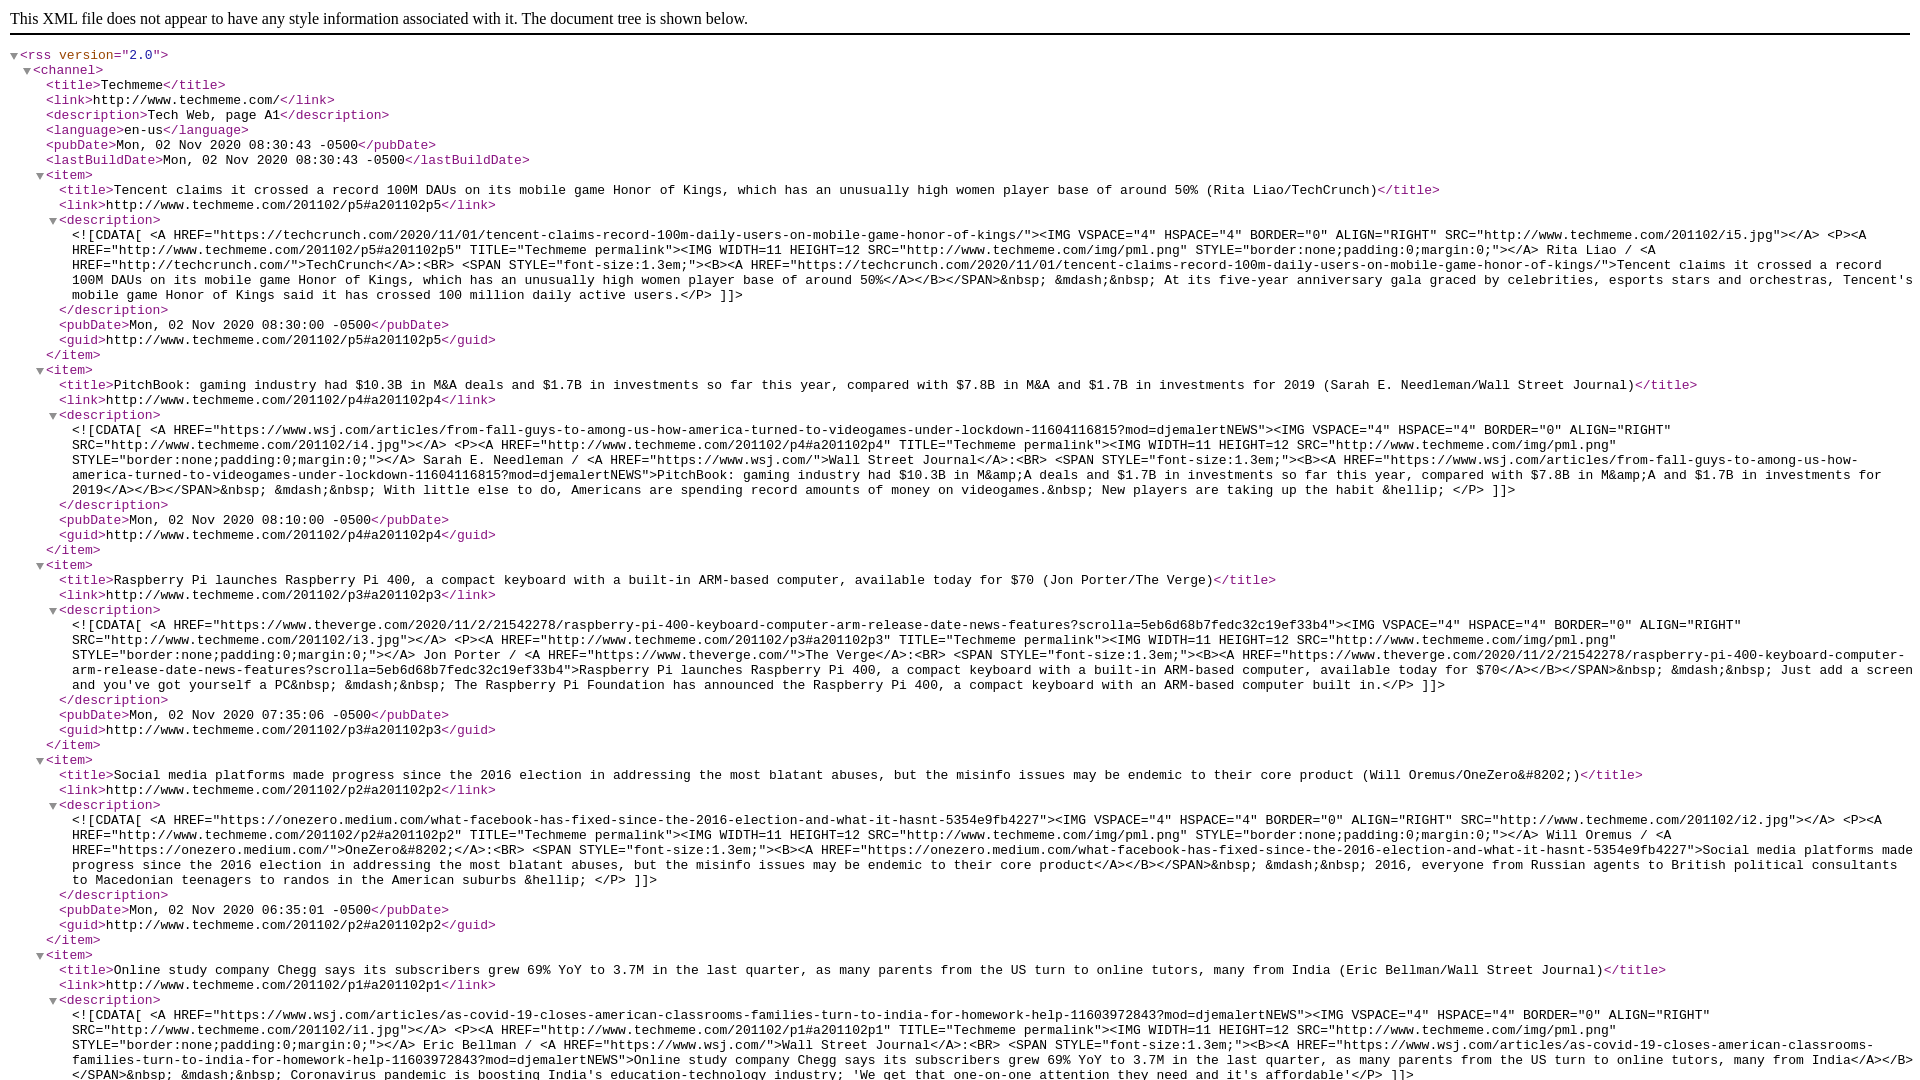 This XML file does not appear to have any style information associated with it. The document tree is shown below.
<rss version="2.0">
<channel>
<title>Techmeme</title>
<link>http://www.techmeme.com/</link>
<description>Tech Web, page A1</description>
<language>en-us</language>
<pubDate>Mon, 02 Nov 2020 08:30:43 -0500</pubDate>
<lastBuildDate>Mon, 02 Nov 2020 08:30:43 -0500</lastBuildDate>
<item>
<title>Tencent claims it crossed a record 100M DAUs on its mobile game Honor of Kings, which has an unusually high women player base of around 50% (Rita Liao/TechCrunch)</title>
<link>http://www.techmeme.com/201102/p5#a201102p5</link>
<description>
<![CDATA[ <A HREF="https://techcrunch.com/2020/11/01/tencent-claims-record-100m-daily-users-on-mobile-game-honor-of-kings/"><IMG VSPACE="4" HSPACE="4" BORDER="0" ALIGN="RIGHT" SRC="http://www.techmeme.com/201102/i5.jpg"></A> <P><A
HREF="http://www.techmeme.com/201102/p5#a201102p5" TITLE="Techmeme permalink"><IMG WIDTH=11 HEIGHT=12 SRC="http://www.techmeme.com/img/pml.png" STYLE="border:none;padding:0;margin:0;"></A> Rita Liao / <A
HREF="http://techcrunch.com/">TechCrunch</A>:<BR> <SPAN STYLE="font-size:1.3em;"><B><A HREF="https://techcrunch.com/2020/11/01/tencent-claims-record-100m-daily-users-on-mobile-game-honor-of-kings/">Tencent claims it crossed a record
100M DAUs on its mobile game Honor of Kings, which has an unusually high women player base of around 50%</A></B></SPAN>&nbsp; &mdash;&nbsp; At its five-year anniversary gala graced by celebrities, esports stars and orchestras, Tencent's
mobile game Honor of Kings said it has crossed 100 million daily active users.</P> ]]>
</description>
<pubDate>Mon, 02 Nov 2020 08:30:00 -0500</pubDate>
<guid>http://www.techmeme.com/201102/p5#a201102p5</guid>
</item>
<item>
<title>PitchBook: gaming industry had $10.3B in M&A deals and $1.7B in investments so far this year, compared with $7.8B in M&A and $1.7B in investments for 2019 (Sarah E. Needleman/Wall Street Journal)</title>
<link>http://www.techmeme.com/201102/p4#a201102p4</link>
<description>
<![CDATA[ <A HREF="https://www.wsj.com/articles/from-fall-guys-to-among-us-how-america-turned-to-videogames-under-lockdown-11604116815?mod=djemalertNEWS"><IMG VSPACE="4" HSPACE="4" BORDER="0" ALIGN="RIGHT"
SRC="http://www.techmeme.com/201102/i4.jpg"></A> <P><A HREF="http://www.techmeme.com/201102/p4#a201102p4" TITLE="Techmeme permalink"><IMG WIDTH=11 HEIGHT=12 SRC="http://www.techmeme.com/img/pml.png"
STYLE="border:none;padding:0;margin:0;"></A> Sarah E. Needleman / <A HREF="https://www.wsj.com/">Wall Street Journal</A>:<BR> <SPAN STYLE="font-size:1.3em;"><B><A HREF="https://www.wsj.com/articles/from-fall-guys-to-among-us-how-
america-turned-to-videogames-under-lockdown-11604116815?mod=djemalertNEWS">PitchBook: gaming industry had $10.3B in M&amp;A deals and $1.7B in investments so far this year, compared with $7.8B in M&amp;A and $1.7B in investments for
2019</A></B></SPAN>&nbsp; &mdash;&nbsp; With little else to do, Americans are spending record amounts of money on videogames.&nbsp; New players are taking up the habit &hellip; </P> ]]>
</description>
<pubDate>Mon, 02 Nov 2020 08:10:00 -0500</pubDate>
<guid>http://www.techmeme.com/201102/p4#a201102p4</guid>
</item>
<item>
<title>Raspberry Pi launches Raspberry Pi 400, a compact keyboard with a built-in ARM-based computer, available today for $70 (Jon Porter/The Verge)</title>
<link>http://www.techmeme.com/201102/p3#a201102p3</link>
<description>
<![CDATA[ <A HREF="https://www.theverge.com/2020/11/2/21542278/raspberry-pi-400-keyboard-computer-arm-release-date-news-features?scrolla=5eb6d68b7fedc32c19ef33b4"><IMG VSPACE="4" HSPACE="4" BORDER="0" ALIGN="RIGHT"
SRC="http://www.techmeme.com/201102/i3.jpg"></A> <P><A HREF="http://www.techmeme.com/201102/p3#a201102p3" TITLE="Techmeme permalink"><IMG WIDTH=11 HEIGHT=12 SRC="http://www.techmeme.com/img/pml.png"
STYLE="border:none;padding:0;margin:0;"></A> Jon Porter / <A HREF="https://www.theverge.com/">The Verge</A>:<BR> <SPAN STYLE="font-size:1.3em;"><B><A HREF="https://www.theverge.com/2020/11/2/21542278/raspberry-pi-400-keyboard-computer-
arm-release-date-news-features?scrolla=5eb6d68b7fedc32c19ef33b4">Raspberry Pi launches Raspberry Pi 400, a compact keyboard with a built-in ARM-based computer, available today for $70</A></B></SPAN>&nbsp; &mdash;&nbsp; Just add a screen
and you've got yourself a PC&nbsp; &mdash;&nbsp; The Raspberry Pi Foundation has announced the Raspberry Pi 400, a compact keyboard with an ARM-based computer built in.</P> ]]>
</description>
<pubDate>Mon, 02 Nov 2020 07:35:06 -0500</pubDate>
<guid>http://www.techmeme.com/201102/p3#a201102p3</guid>
</item>
<item>
<title>Social media platforms made progress since the 2016 election in addressing the most blatant abuses, but the misinfo issues may be endemic to their core product (Will Oremus/OneZero&#8202;)</title>
<link>http://www.techmeme.com/201102/p2#a201102p2</link>
<description>
<![CDATA[ <A HREF="https://onezero.medium.com/what-facebook-has-fixed-since-the-2016-election-and-what-it-hasnt-5354e9fb4227"><IMG VSPACE="4" HSPACE="4" BORDER="0" ALIGN="RIGHT" SRC="http://www.techmeme.com/201102/i2.jpg"></A> <P><A
HREF="http://www.techmeme.com/201102/p2#a201102p2" TITLE="Techmeme permalink"><IMG WIDTH=11 HEIGHT=12 SRC="http://www.techmeme.com/img/pml.png" STYLE="border:none;padding:0;margin:0;"></A> Will Oremus / <A
HREF="https://onezero.medium.com/">OneZero&#8202;</A>:<BR> <SPAN STYLE="font-size:1.3em;"><B><A HREF="https://onezero.medium.com/what-facebook-has-fixed-since-the-2016-election-and-what-it-hasnt-5354e9fb4227">Social media platforms made
progress since the 2016 election in addressing the most blatant abuses, but the misinfo issues may be endemic to their core product</A></B></SPAN>&nbsp; &mdash;&nbsp; 2016, everyone from Russian agents to British political consultants
to Macedonian teenagers to randos in the American suburbs &hellip; </P> ]]>
</description>
<pubDate>Mon, 02 Nov 2020 06:35:01 -0500</pubDate>
<guid>http://www.techmeme.com/201102/p2#a201102p2</guid>
</item>
<item>
<title>Online study company Chegg says its subscribers grew 69% YoY to 3.7M in the last quarter, as many parents from the US turn to online tutors, many from India (Eric Bellman/Wall Street Journal)</title>
<link>http://www.techmeme.com/201102/p1#a201102p1</link>
<description>
<![CDATA[ <A HREF="https://www.wsj.com/articles/as-covid-19-closes-american-classrooms-families-turn-to-india-for-homework-help-11603972843?mod=djemalertNEWS"><IMG VSPACE="4" HSPACE="4" BORDER="0" ALIGN="RIGHT"
SRC="http://www.techmeme.com/201102/i1.jpg"></A> <P><A HREF="http://www.techmeme.com/201102/p1#a201102p1" TITLE="Techmeme permalink"><IMG WIDTH=11 HEIGHT=12 SRC="http://www.techmeme.com/img/pml.png"
STYLE="border:none;padding:0;margin:0;"></A> Eric Bellman / <A HREF="https://www.wsj.com/">Wall Street Journal</A>:<BR> <SPAN STYLE="font-size:1.3em;"><B><A HREF="https://www.wsj.com/articles/as-covid-19-closes-american-classrooms-
families-turn-to-india-for-homework-help-11603972843?mod=djemalertNEWS">Online study company Chegg says its subscribers grew 69% YoY to 3.7M in the last quarter, as many parents from the US turn to online tutors, many from India</A></B>
</SPAN>&nbsp; &mdash;&nbsp; Coronavirus pandemic is boosting India's education-technology industry; 'We get that one-on-one attention they need and it's affordable'</P> ]]>